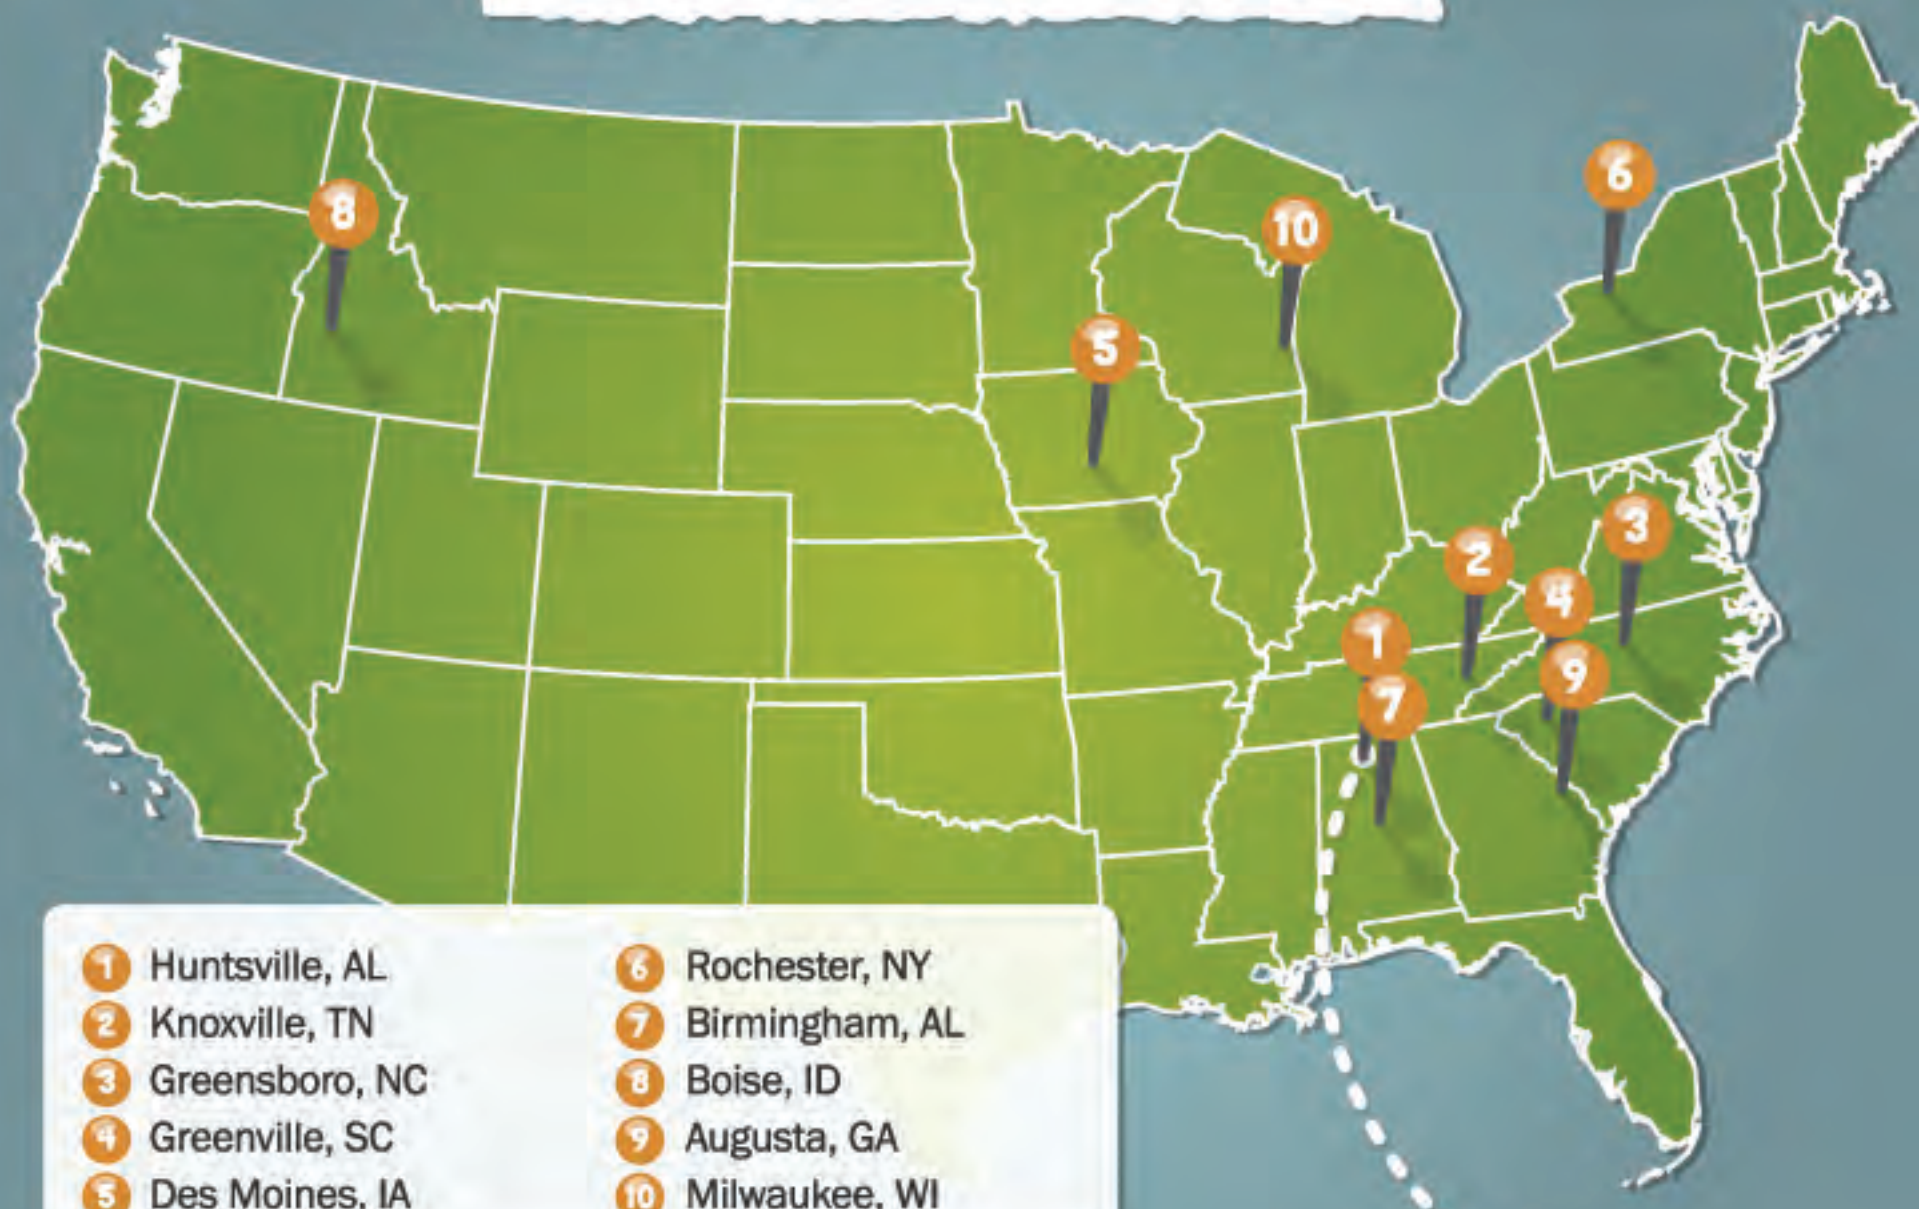 8
10
6
5
3
2
4
1
9
7
1 Huntsville, AL
2 Knoxville, TN
3 Greensboro, NC
4 Greenville, SC
5 Des Moines, IA
6 Rochester, NY
7 Birmingham, AL
8 Boise, ID
9 Augusta, GA
10 Milwaukee, WI